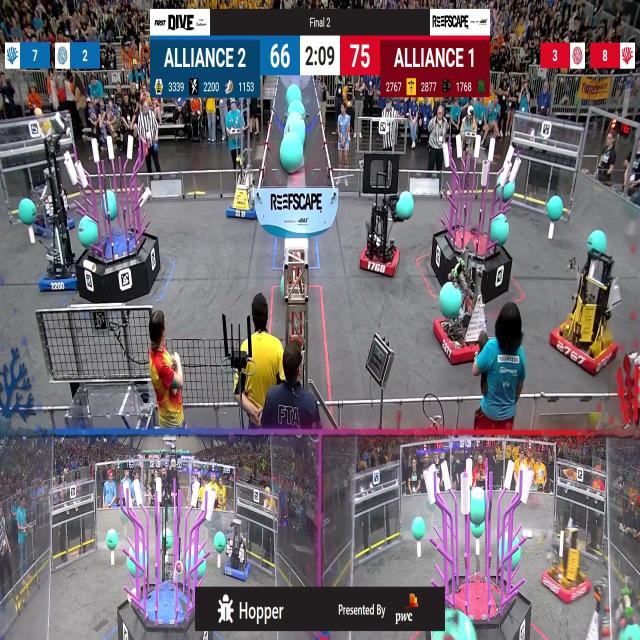 FIRST DIVE
Final 2
REEFSCAPE
7 2
ALLIANCE 2 66 2:09 75 ALLIANCE 1
3 8
3339 2200 1153
2767 2877 1768
REEFSCAPE
3339
1768
2200
2767
FTA
Hopper
Presented By pwc